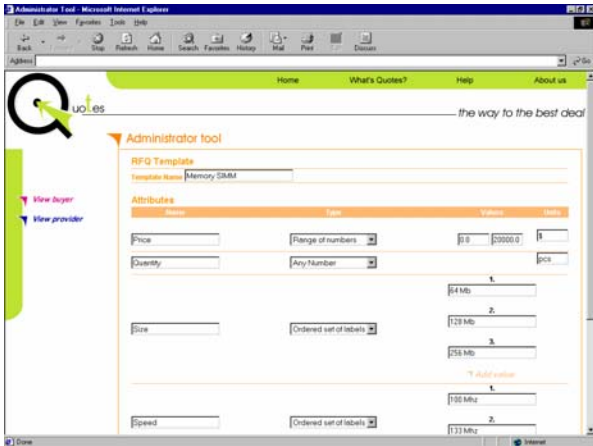 Administrator Tool - Microsoft Internet Explorer
File Edit View Favorites Tools Help
Back Stop Refresh Home Search Favorites History Mail Print Edit Discuss
Address Go
Home What's Quotes? Help About us
Quotes
the way to the best deal
Administrator tool
RFQ Template
Template Name Memory SIMM
View buyer
View provider
Attributes
Name Type Values Units
Price Range of numbers 0.0 20000.0 $
Quantity Any Number pcs
1.
64 Mb
2.
Size Ordered set of labels 128 Mb
3.
256 Mb
Add value
1.
100 Mhz
2.
Speed Ordered set of labels 133 Mhz
Done Internet